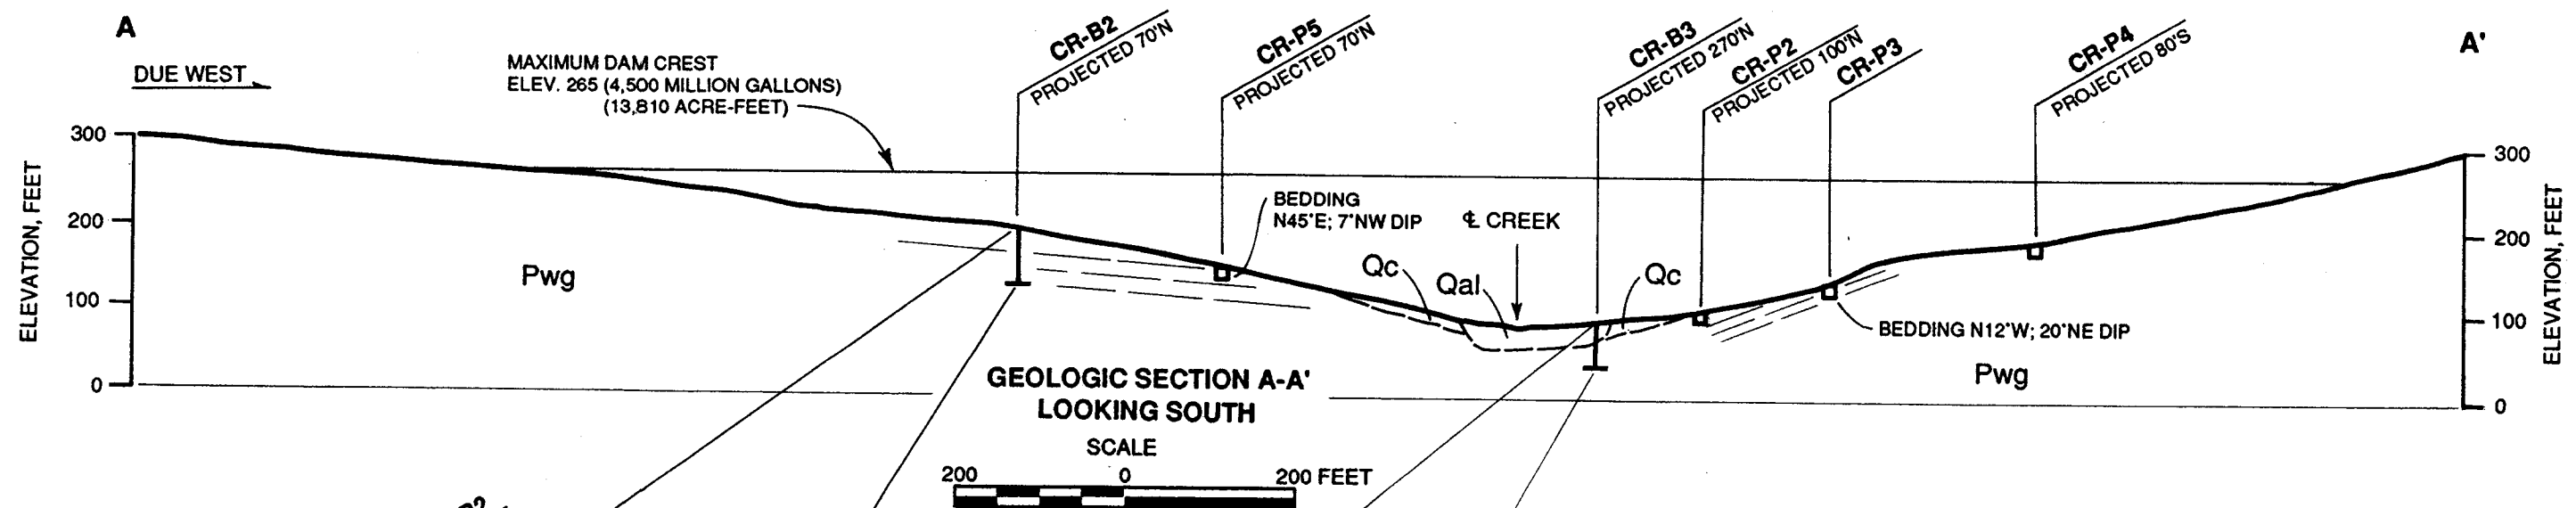 A
A'
DUE WEST
MAXIMUM DAM CREST
ELEV. 265 (4,500 MILLION GALLONS)
(13,810 ACRE-FEET)
CR-B2
PROJECTED 70'N
CR-P5
PROJECTED 70'N
CR-B3
PROJECTED 270'N
CR-P2
PROJECTED 100'N
CR-P3
CR-P4
PROJECTED 80'S
ELEVATION, FEET
300
200
100
0
300
200
100
0
ELEVATION, FEET
BEDDING
N45°E; 7°NW DIP
℄ CREEK
Qc
Qal
Qc
Pwg
BEDDING N12°W; 20°NE DIP
Pwg
GEOLOGIC SECTION A-A'
LOOKING SOUTH
SCALE
200 0 200 FEET